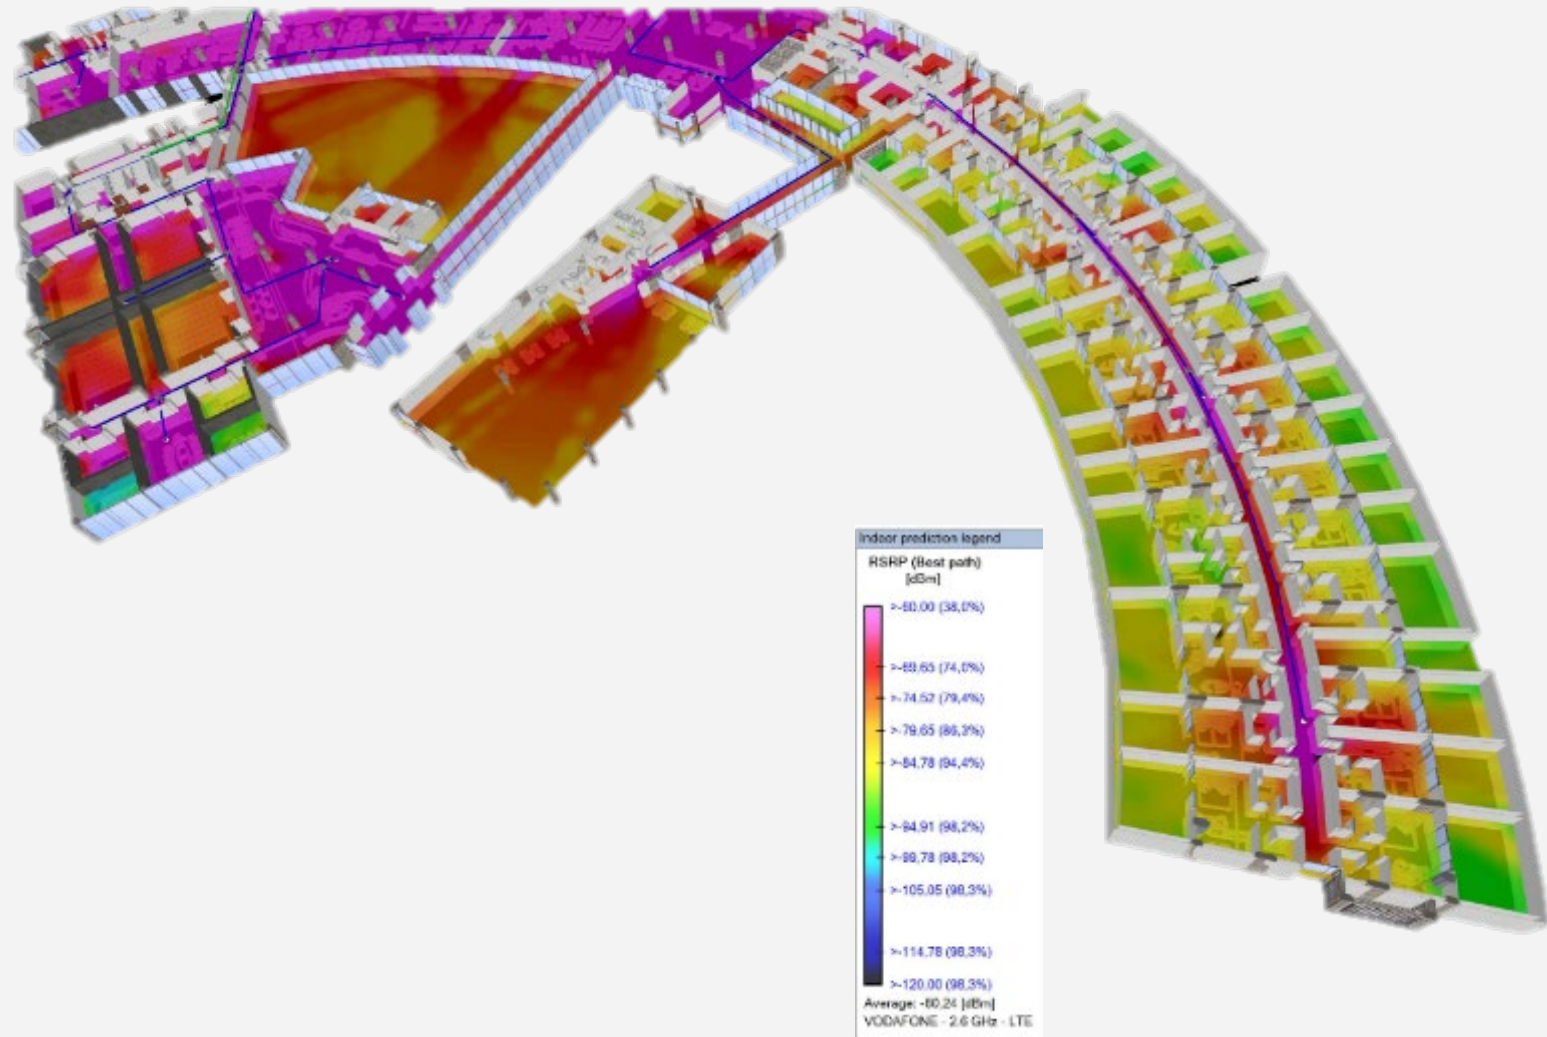 Indoor prediction legend
RSRP (Best path)
[dBm]
>-60,00 (38,0%)
>-69,65 (74,0%)
>-74,52 (79,4%)
>-79,65 (86,3%)
>-84,78 (94,4%)
>-94,91 (98,2%)
>-99,78 (98,2%)
>-105,05 (98,3%)
>-114,78 (98,3%)
>-120,00 (98,3%)
Average: -60,24 [dBm]
VODAFONE - 2.6 GHz - LTE